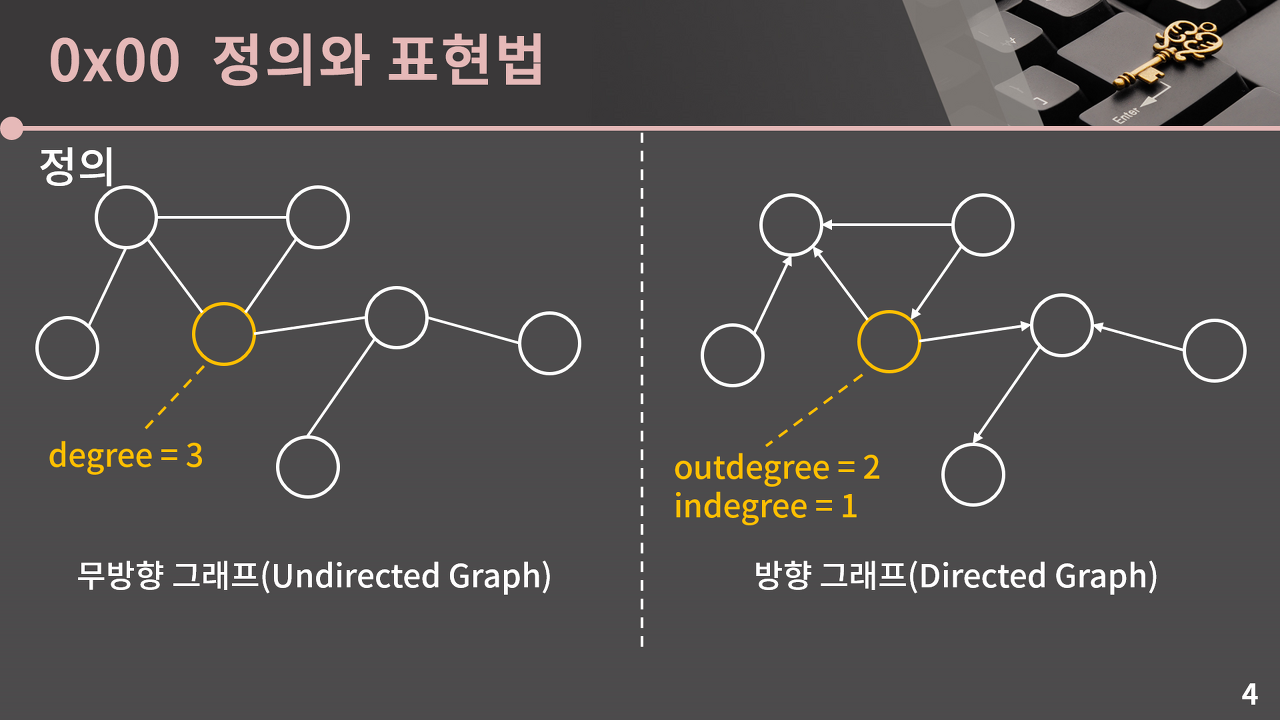 0x00 정의와 표현법
Enter
정의
degree = 3
outdegree = 2
indegree = 1
무방향 그래프(Undirected Graph)
방향 그래프(Directed Graph)
4